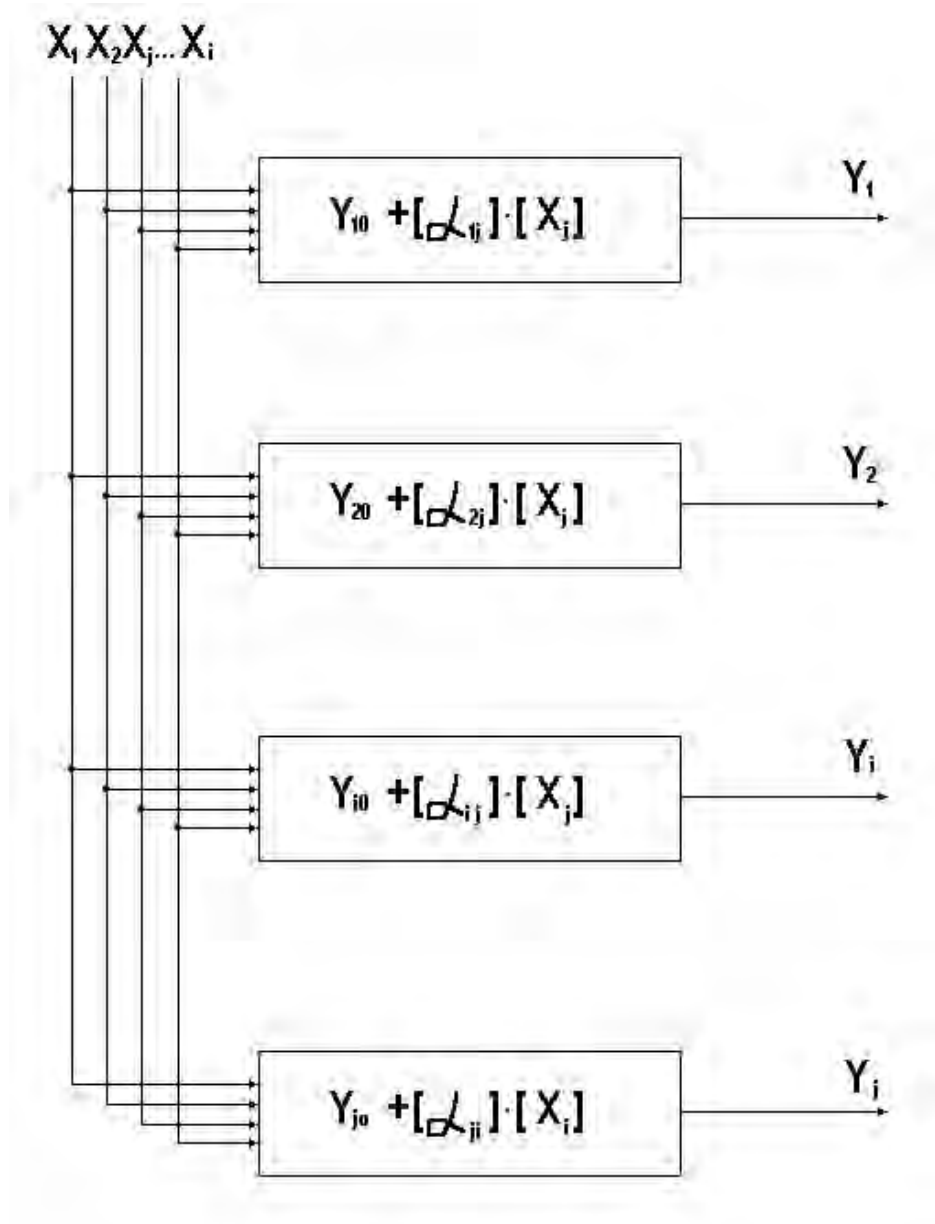 X₁ X₂ Xⱼ... Xᵢ
Y₁₀ +[α₁ⱼ]·[Xⱼ]
Y₁
Y₂₀ +[α₂ⱼ]·[Xⱼ]
Y₂
Yᵢ₀ +[αᵢⱼ]·[Xⱼ]
Yᵢ
Yⱼₒ +[αⱼᵢ]·[Xᵢ]
Yⱼ